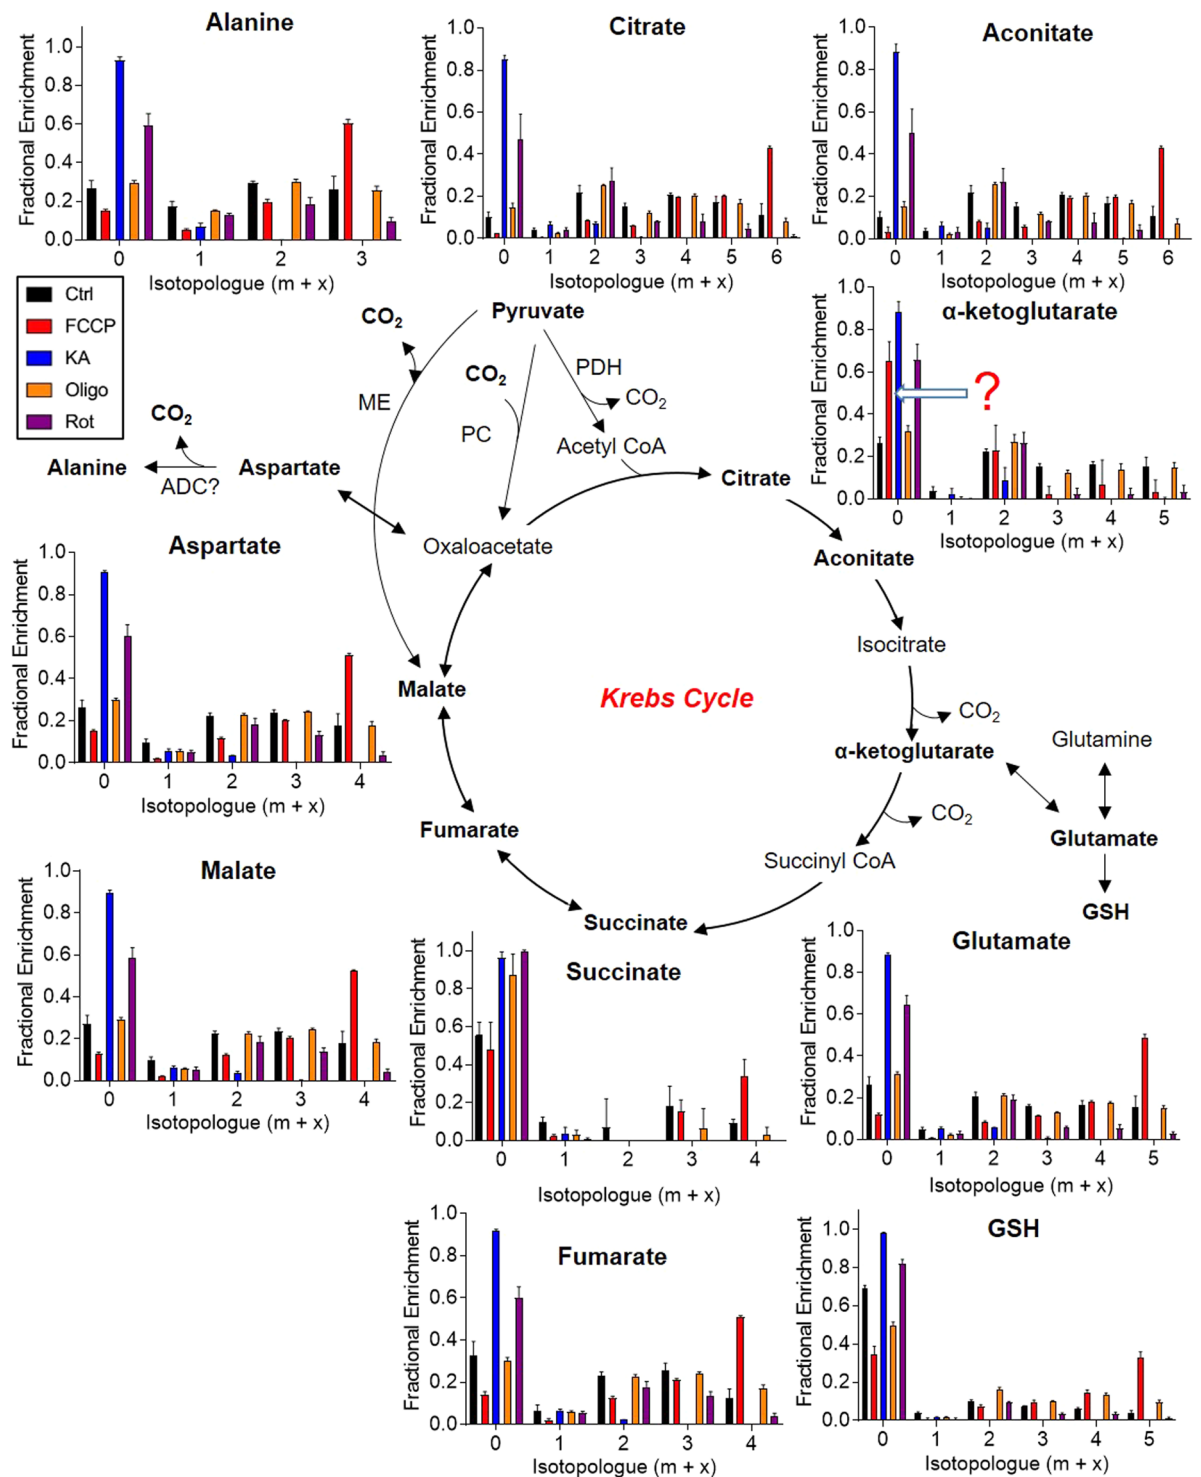 Alanine
Fractional Enrichment
1.0
0.8
0.6
0.4
0.2
0.0
0 1 2 3
Isotopologue (m + x)
Citrate
Fractional Enrichment
1.0
0.8
0.6
0.4
0.2
0.0
0 1 2 3 4 5 6
Isotopologue (m + x)
Aconitate
Fractional Enrichment
1.0
0.8
0.6
0.4
0.2
0.0
0 1 2 3 4 5 6
Isotopologue (m + x)
Ctrl
FCCP
KA
Oligo
Rot
α-ketoglutarate
Fractional Enrichment
1.0
0.8
0.6
0.4
0.2
0.0
?
0 1 2 3 4 5
Isotopologue (m + x)
Pyruvate
CO2
ME
CO2
PC
PDH
CO2
Acetyl CoA
CO2
Alanine
ADC?
Aspartate
Oxaloacetate
Citrate
Aconitate
Isocitrate
CO2
α-ketoglutarate
Glutamine
CO2
Glutamate
GSH
Succinyl CoA
Succinate
Fumarate
Malate
Krebs Cycle
Aspartate
Fractional Enrichment
1.0
0.8
0.6
0.4
0.2
0.0
0 1 2 3 4
Isotopologue (m + x)
Malate
Fractional Enrichment
1.0
0.8
0.6
0.4
0.2
0.0
0 1 2 3 4
Isotopologue (m + x)
Succinate
Fractional Enrichment
1.0
0.8
0.6
0.4
0.2
0.0
0 1 2 3 4
Isotopologue (m + x)
Glutamate
Fractional Enrichment
1.0
0.8
0.6
0.4
0.2
0.0
0 1 2 3 4 5
Isotopologue (m + x)
Fumarate
Fractional Enrichment
1.0
0.8
0.6
0.4
0.2
0.0
0 1 2 3 4
Isotopologue (m + x)
GSH
Fractional Enrichment
1.0
0.8
0.6
0.4
0.2
0.0
0 1 2 3 4 5
Isotopologue (m + x)